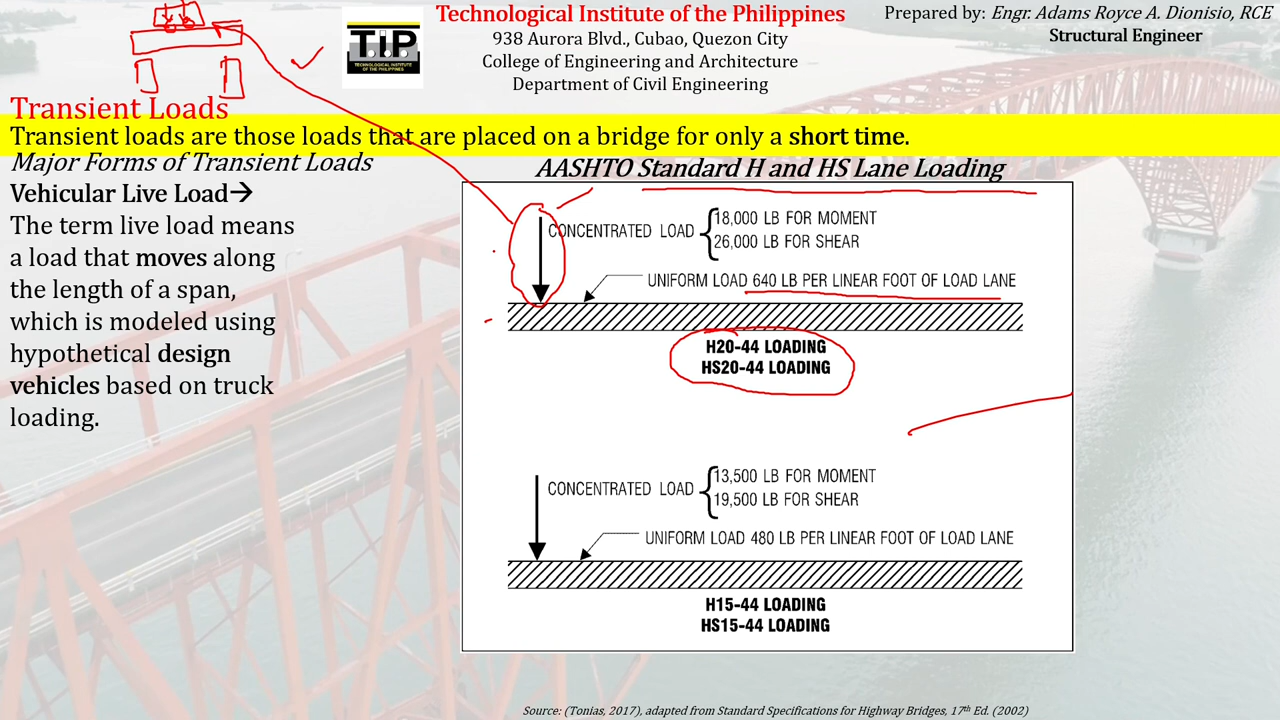 Technological Institute of the Philippines
938 Aurora Blvd., Cubao, Quezon City
College of Engineering and Architecture
Department of Civil Engineering
Prepared by: Engr. Adams Royce A. Dionisio, RCE
Structural Engineer
TiP
TECHNOLOGICAL INSTITUTE
OF THE PHILIPPINES
Transient Loads
Transient loads are those loads that are placed on a bridge for only a short time.
Major Forms of Transient Loads
Vehicular Live Load→
The term live load means
a load that moves along
the length of a span,
which is modeled using
hypothetical design
vehicles based on truck
loading.
AASHTO Standard H and HS Lane Loading
CONCENTRATED LOAD { 18,000 LB FOR MOMENT
26,000 LB FOR SHEAR
UNIFORM LOAD 640 LB PER LINEAR FOOT OF LOAD LANE
H20-44 LOADING
HS20-44 LOADING
CONCENTRATED LOAD { 13,500 LB FOR MOMENT
19,500 LB FOR SHEAR
UNIFORM LOAD 480 LB PER LINEAR FOOT OF LOAD LANE
H15-44 LOADING
HS15-44 LOADING
Source: (Tonias, 2017), adapted from Standard Specifications for Highway Bridges, 17th Ed. (2002)